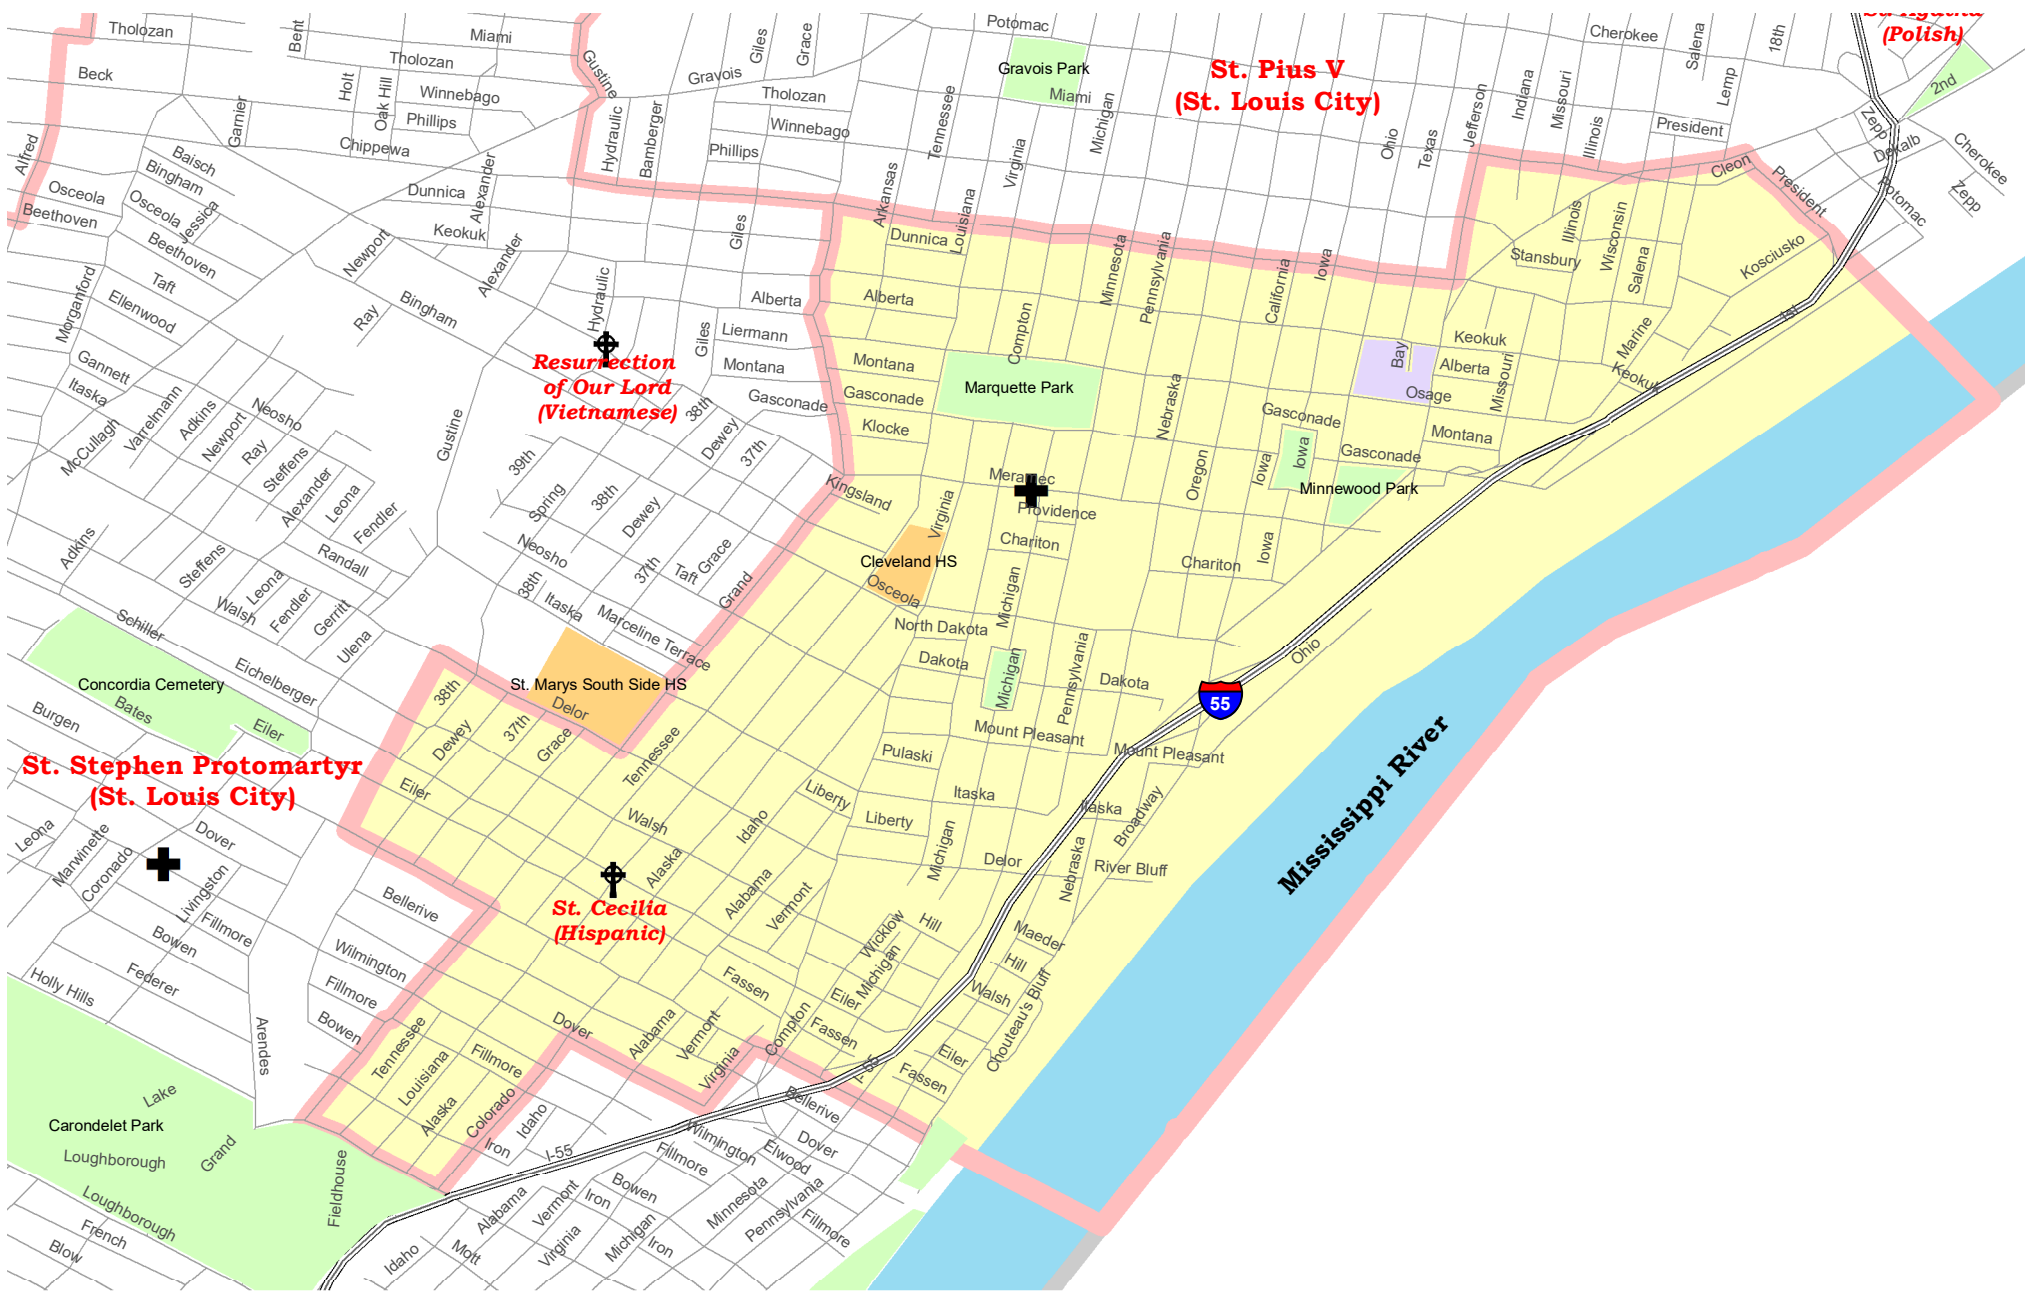 Tholozan
Bent
Miami
Gustine
Giles
Grace
Potomac
Cherokee
Salena
18th
St. Agatha
(Polish)
Beck
Tholozan
Holt
Oak Hill
Winnebago
Gravois
Gravois Park
St. Pius V
(St. Louis City)
Indiana
Missouri
Lemp
2nd
Garnier
Phillips
Chippewa
Hydraulic
Bamberger
Tholozan
Winnebago
Phillips
Tennessee
Miami
Virginia
Michigan
Ohio
Texas
Jefferson
Illinois
President
Zepp
Dekalb
Cherokee
Alfred
Baisch
Bingham
Osceola
Osceola
Jessica
Beethoven
Beethoven
Dunnica
Alexander
Keokuk
Giles
Arkansas
Dunnica
Louisiana
Cleon
President
Potomac
Zepp
Newport
Alexander
Taft
Ellenwood
Morganford
Ray
Bingham
Hydraulic
Alberta
Alberta
Minnesota
Pennsylvania
California
Iowa
Stansbury
Illinois
Wisconsin
Salena
Kosciusko
1st
Giles
Liermann
Montana
Gasconade
Compton
Montana
Gasconade
Klocke
Marquette Park
Bay
Osage
Keokuk
Alberta
Missouri
Marine
Keokuk
Resurrection
of Our Lord
(Vietnamese)
Gannett
Itaska
McCullagh
Varrelmann
Adkins
Newport
Neosho
Ray
Steffens
Gustine
38th
Dewey
37th
Nebraska
Gasconade
Iowa
Montana
Gasconade
Minnewood Park
Alexander
Leona
Fendler
39th
Spring
38th
Dewey
Kingsland
Virginia
Meramec
Providence
Chariton
Oregon
Iowa
Iowa
Chariton
Adkins
Steffens
Randall
Leona
Walsh
Fendler
Gerritt
Ulena
Neosho
38th
Itaska
37th
Taft
Grace
Grand
Marceline Terrace
Cleveland HS
Osceola
North Dakota
Michigan
Dakota
Michigan
Pennsylvania
Dakota
Ohio
Schiller
Eichelberger
Concordia Cemetery
Bates
Eiler
Burgen
38th
St. Marys South Side HS
Delor
Dewey
37th
Grace
Tennessee
Mount Pleasant
Mount Pleasant
Pulaski
55
St. Stephen Protomartyr
(St. Louis City)
Eiler
Walsh
Idaho
Liberty
Liberty
Itaska
Itaska
Broadway
Mississippi River
Leona
Marwinette
Coronado
Dover
Livingston
Fillmore
Bowen
Federer
Holly Hills
Bellerive
Wilmington
Fillmore
Bowen
St. Cecilia
(Hispanic)
Alaska
Alabama
Vermont
Michigan
Delor
Nebraska
River Bluff
Wicklow
Hill
Michigan
Maeder
Hill
Walsh
Chouteau's Bluff
Fassen
Eiler
Fassen
Dover
Alabama
Vermont
Virginia
Compton
I-55
Eiler
Fassen
Arendes
Tennessee
Louisiana
Fillmore
Alaska
Colorado
Iron
Idaho
I-55
Lake
Carondelet Park
Loughborough
Grand
Loughborough
French
Blow
Fieldhouse
Bellerive
Dover
Wilmington
Elwood
Fillmore
Bowen
Iron
Alabama
Vermont
Mott
Idaho
Virginia
Michigan
Iron
Minnesota
Pennsylvania
Fillmore